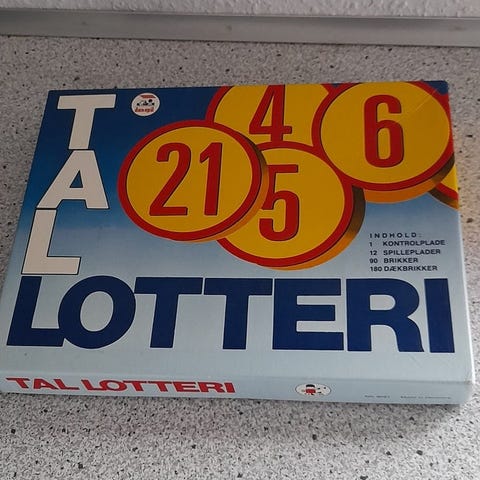 TAL
LOTTERI
4
6
21
5
INDHOLD:
1 KONTROLPLADE
12 SPILLEPLADER
90 BRIKKER
180 DÆKBRIKKER
TAL LOTTERI